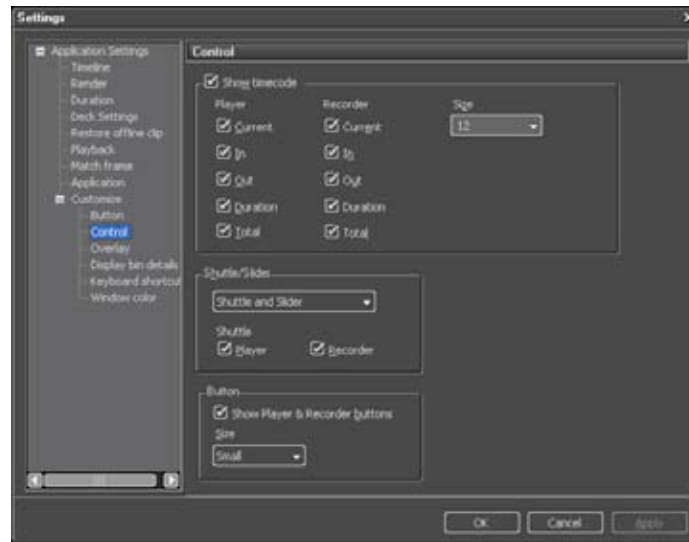 Settings
Application Settings
Timeline
Render
Duration
Deck Settings
Restore offline clip
Playback
Match frame
Application
Customize
Button
Control
Overlay
Display bin details
Keyboard shortcut
Window color
Control
Show timecode
Player Recorder Size
Current Current 12
In In
Out Out
Duration Duration
Total Total
Shuttle/Slider
Shuttle and Slider
Shuttle
Player Recorder
Button
Show Player & Recorder buttons
Size
Small
OK Cancel Apply